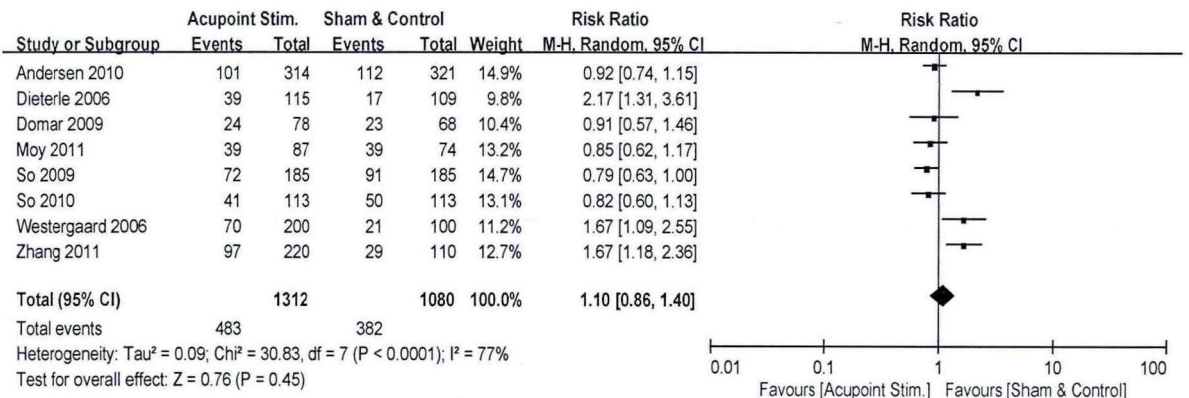 Acupoint Stim. Sham & Control Risk Ratio Risk Ratio
Study or Subgroup Events Total Events Total Weight M-H, Random, 95% CI M-H, Random, 95% CI
Andersen 2010 101 314 112 321 14.9% 0.92 [0.74, 1.15]
Dieterle 2006 39 115 17 109 9.8% 2.17 [1.31, 3.61]
Domar 2009 24 78 23 68 10.4% 0.91 [0.57, 1.46]
Moy 2011 39 87 39 74 13.2% 0.85 [0.62, 1.17]
So 2009 72 185 91 185 14.7% 0.79 [0.63, 1.00]
So 2010 41 113 50 113 13.1% 0.82 [0.60, 1.13]
Westergaard 2006 70 200 21 100 11.2% 1.67 [1.09, 2.55]
Zhang 2011 97 220 29 110 12.7% 1.67 [1.18, 2.36]
Total (95% CI) 1312 1080 100.0% 1.10 [0.86, 1.40]
Total events 483 382
Heterogeneity: Tau² = 0.09; Chi² = 30.83, df = 7 (P < 0.0001); I² = 77%
Test for overall effect: Z = 0.76 (P = 0.45)
0.01 0.1 1 10 100
Favours [Acupoint Stim.] Favours [Sham & Control]